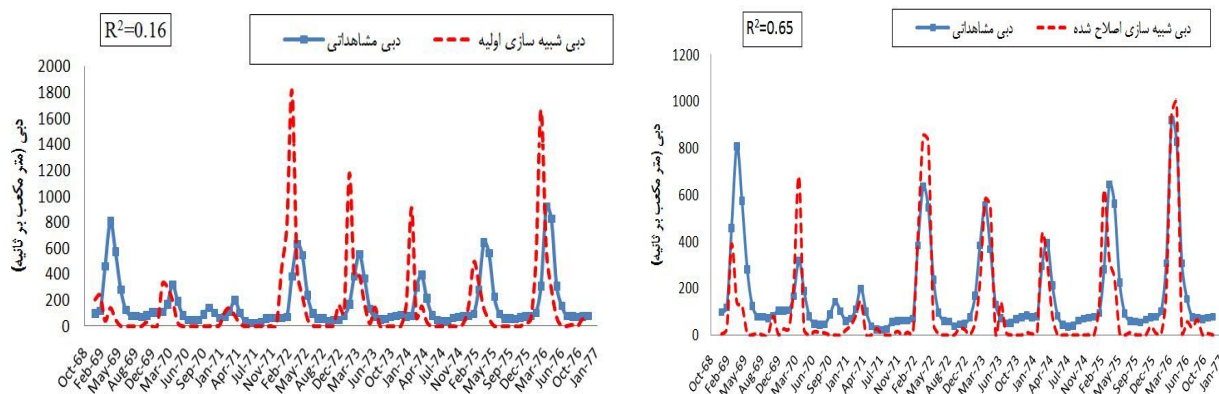 R²=0.16
دبی مشاهداتی
دبی شبیه سازی اولیه
دبی (متر مکعب بر ثانیه)
2000
1800
1600
1400
1200
1000
800
600
400
200
0
Oct-68
Feb-69
May-69
Aug-69
Dec-69
Mar-70
Jun-70
Sep-70
Jan-71
Apr-71
Jul-71
Oct-71
Feb-72
May-72
Aug-72
Dec-72
Mar-73
Jun-73
Sep-73
Jan-74
Apr-74
Jul-74
Nov-74
Feb-75
May-75
Sep-75
Dec-75
Mar-76
Jun-76
Oct-76
Jan-77
R²=0.65
دبی مشاهداتی
دبی شبیه سازی اصلاح شده
دبی (متر مکعب بر ثانیه)
1200
1000
800
600
400
200
0
Oct-68
Feb-69
May-69
Aug-69
Dec-69
Mar-70
Jun-70
Sep-70
Jan-71
Apr-71
Jul-71
Nov-71
Feb-72
May-72
Aug-72
Dec-72
Mar-73
Jun-73
Oct-73
Jan-74
Apr-74
Jul-74
Nov-74
Feb-75
May-75
Sep-75
Dec-75
Mar-76
Jun-76
Oct-76
Jan-77